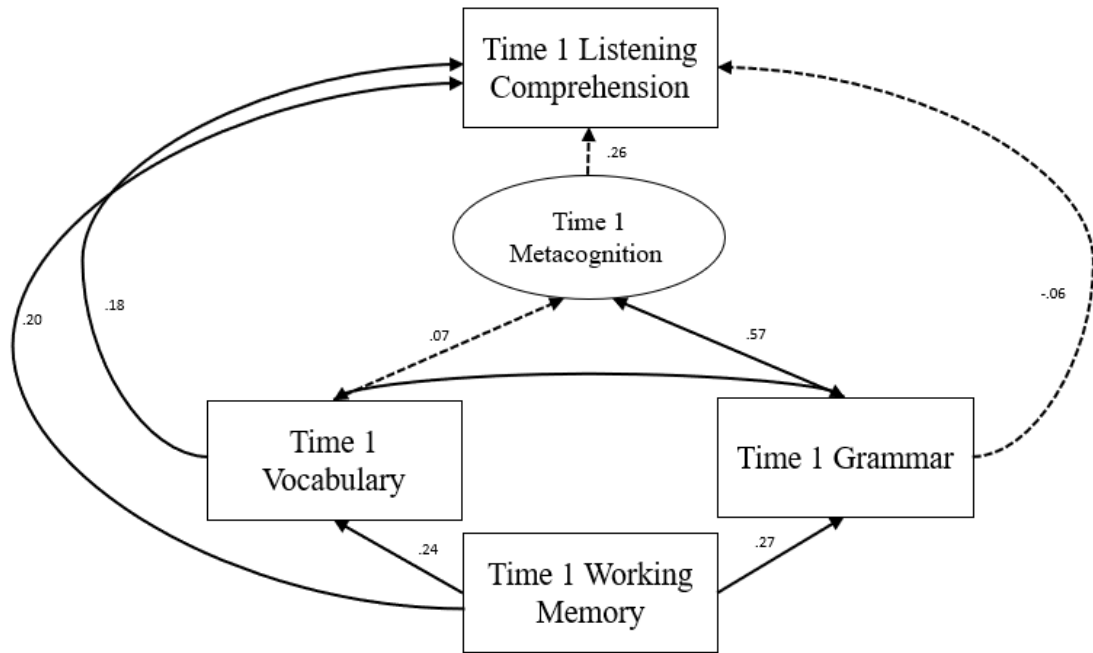 Time 1 Listening
Comprehension
.26
Time 1
Metacognition
.20
.18
-.06
.07
.57
Time 1
Vocabulary
Time 1 Grammar
.24
.27
Time 1 Working
Memory